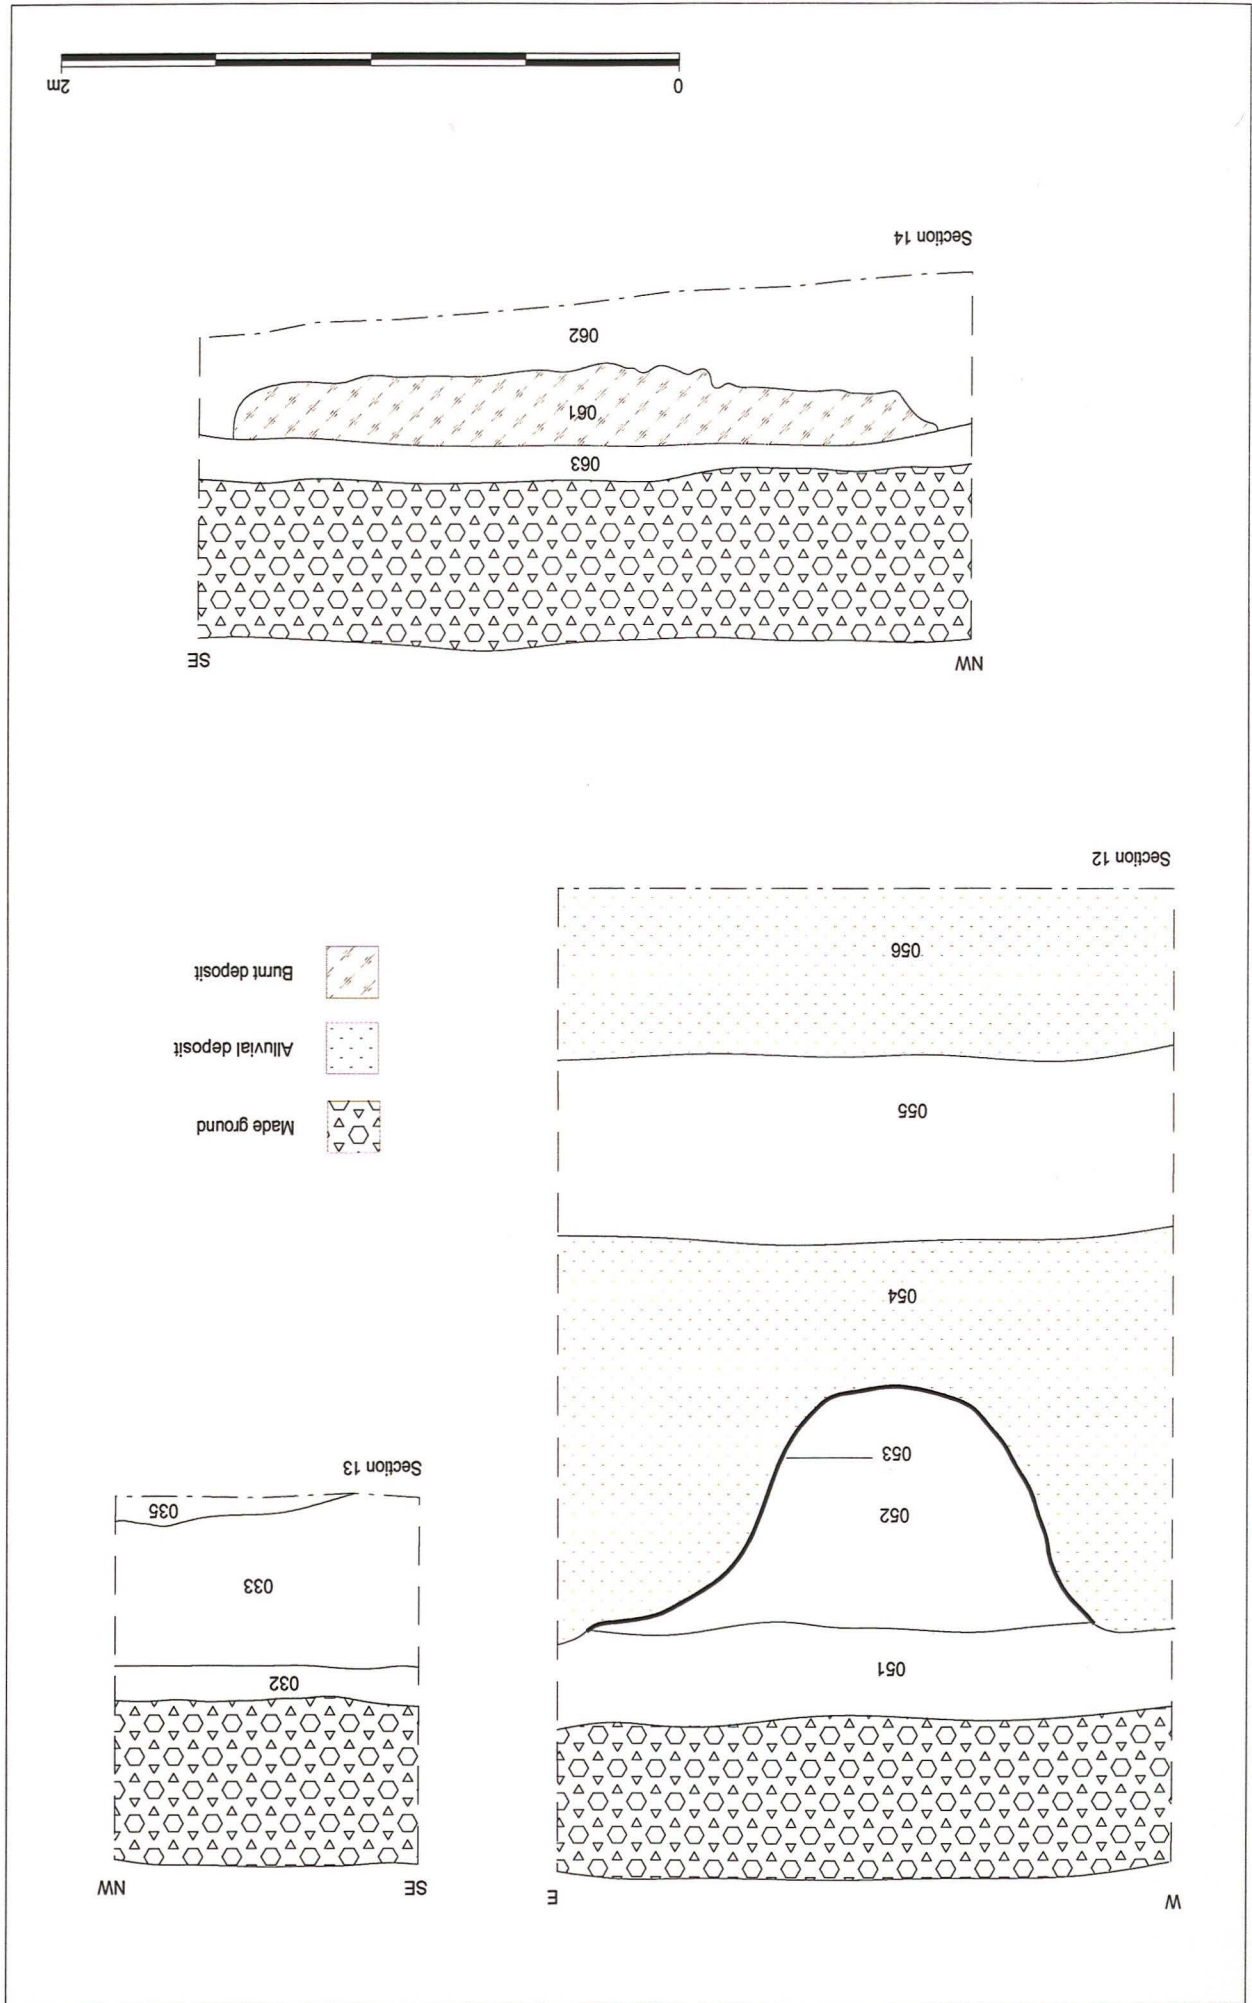 W
E
SE
NW
051
052
053
054
055
056
Section 12
032
033
035
Section 13
Made ground
Alluvial deposit
Burnt deposit
NW
SE
063
061
062
Section 14
0
2m